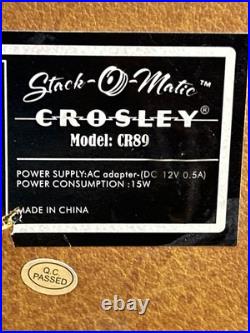 Stack-O-Matic™
CROSLEY®
Model: CR89
POWER SUPPLY:AC adapter-(DC 12V 0.5A)
POWER CONSUMPTION :15W
MADE IN CHINA
Q.C.
PASSED